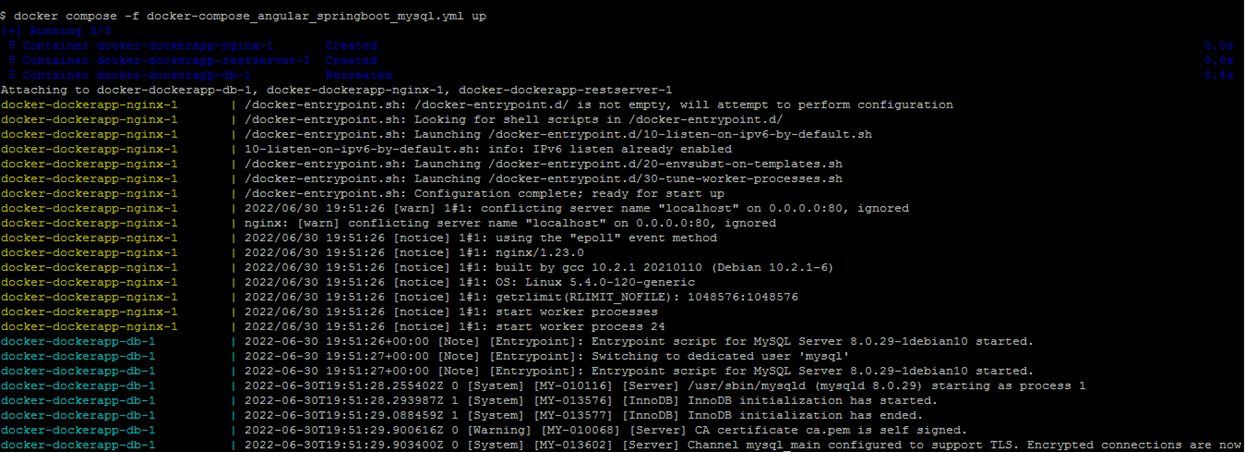 $ docker compose -f docker-compose_angular_springboot_mysql.yml up
[+] Running 3/3
⠿ Container docker-dockerapp-nginx-1 Created 0.0s
⠿ Container docker-dockerapp-restserver-1 Created 0.0s
⠿ Container docker-dockerapp-db-1 Recreated 0.4s
Attaching to docker-dockerapp-db-1, docker-dockerapp-nginx-1, docker-dockerapp-restserver-1
docker-dockerapp-nginx-1 | /docker-entrypoint.sh: /docker-entrypoint.d/ is not empty, will attempt to perform configuration
docker-dockerapp-nginx-1 | /docker-entrypoint.sh: Looking for shell scripts in /docker-entrypoint.d/
docker-dockerapp-nginx-1 | /docker-entrypoint.sh: Launching /docker-entrypoint.d/10-listen-on-ipv6-by-default.sh
docker-dockerapp-nginx-1 | 10-listen-on-ipv6-by-default.sh: info: IPv6 listen already enabled
docker-dockerapp-nginx-1 | /docker-entrypoint.sh: Launching /docker-entrypoint.d/20-envsubst-on-templates.sh
docker-dockerapp-nginx-1 | /docker-entrypoint.sh: Launching /docker-entrypoint.d/30-tune-worker-processes.sh
docker-dockerapp-nginx-1 | /docker-entrypoint.sh: Configuration complete; ready for start up
docker-dockerapp-nginx-1 | 2022/06/30 19:51:26 [warn] 1#1: conflicting server name "localhost" on 0.0.0.0:80, ignored
docker-dockerapp-nginx-1 | nginx: [warn] conflicting server name "localhost" on 0.0.0.0:80, ignored
docker-dockerapp-nginx-1 | 2022/06/30 19:51:26 [notice] 1#1: using the "epoll" event method
docker-dockerapp-nginx-1 | 2022/06/30 19:51:26 [notice] 1#1: nginx/1.23.0
docker-dockerapp-nginx-1 | 2022/06/30 19:51:26 [notice] 1#1: built by gcc 10.2.1 20210110 (Debian 10.2.1-6)
docker-dockerapp-nginx-1 | 2022/06/30 19:51:26 [notice] 1#1: OS: Linux 5.4.0-120-generic
docker-dockerapp-nginx-1 | 2022/06/30 19:51:26 [notice] 1#1: getrlimit(RLIMIT_NOFILE): 1048576:1048576
docker-dockerapp-nginx-1 | 2022/06/30 19:51:26 [notice] 1#1: start worker processes
docker-dockerapp-nginx-1 | 2022/06/30 19:51:26 [notice] 1#1: start worker process 24
docker-dockerapp-db-1 | 2022-06-30 19:51:26+00:00 [Note] [Entrypoint]: Entrypoint script for MySQL Server 8.0.29-1debian10 started.
docker-dockerapp-db-1 | 2022-06-30 19:51:27+00:00 [Note] [Entrypoint]: Switching to dedicated user 'mysql'
docker-dockerapp-db-1 | 2022-06-30 19:51:27+00:00 [Note] [Entrypoint]: Entrypoint script for MySQL Server 8.0.29-1debian10 started.
docker-dockerapp-db-1 | 2022-06-30T19:51:28.255402Z 0 [System] [MY-010116] [Server] /usr/sbin/mysqld (mysqld 8.0.29) starting as process 1
docker-dockerapp-db-1 | 2022-06-30T19:51:28.293987Z 1 [System] [MY-013576] [InnoDB] InnoDB initialization has started.
docker-dockerapp-db-1 | 2022-06-30T19:51:29.088459Z 1 [System] [MY-013577] [InnoDB] InnoDB initialization has ended.
docker-dockerapp-db-1 | 2022-06-30T19:51:29.900616Z 0 [Warning] [MY-010068] [Server] CA certificate ca.pem is self signed.
docker-dockerapp-db-1 | 2022-06-30T19:51:29.903400Z 0 [System] [MY-013602] [Server] Channel mysql_main configured to support TLS. Encrypted connections are now